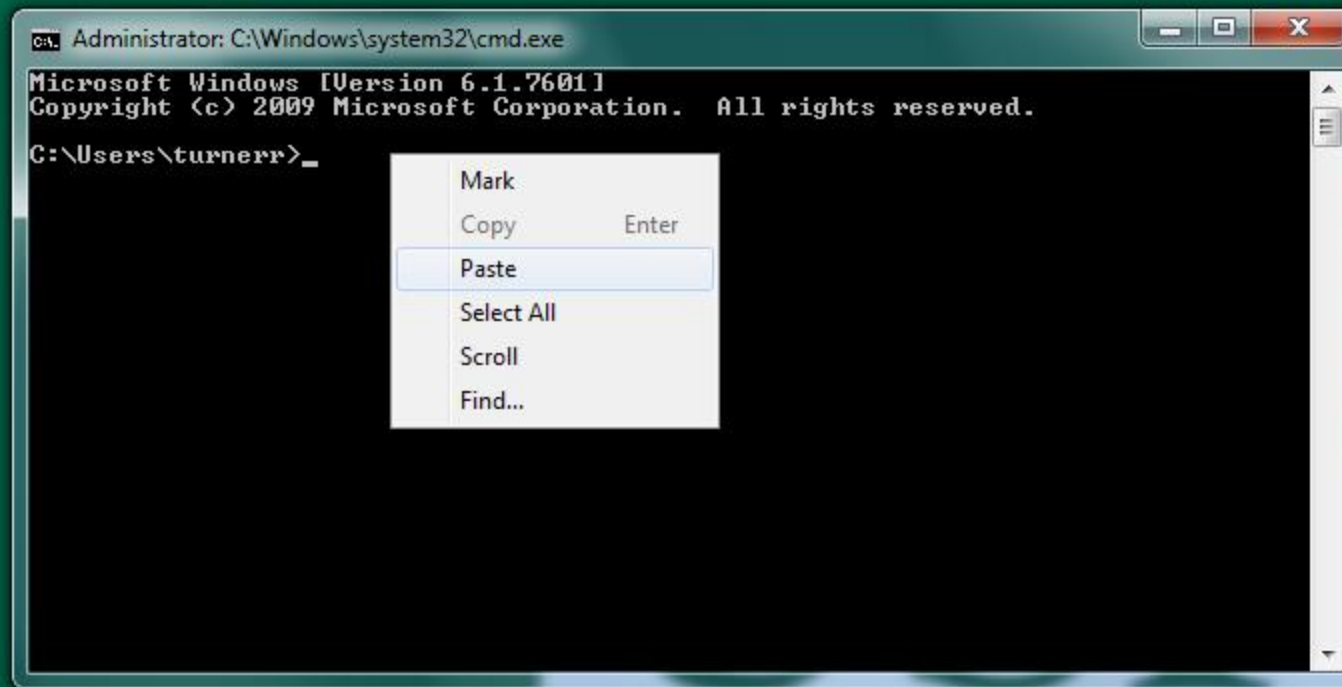 Administrator: C:\Windows\system32\cmd.exe
Microsoft Windows [Version 6.1.7601]
Copyright (c) 2009 Microsoft Corporation.  All rights reserved.
C:\Users\turnerr>_
Mark
Copy Enter
Paste
Select All
Scroll
Find...